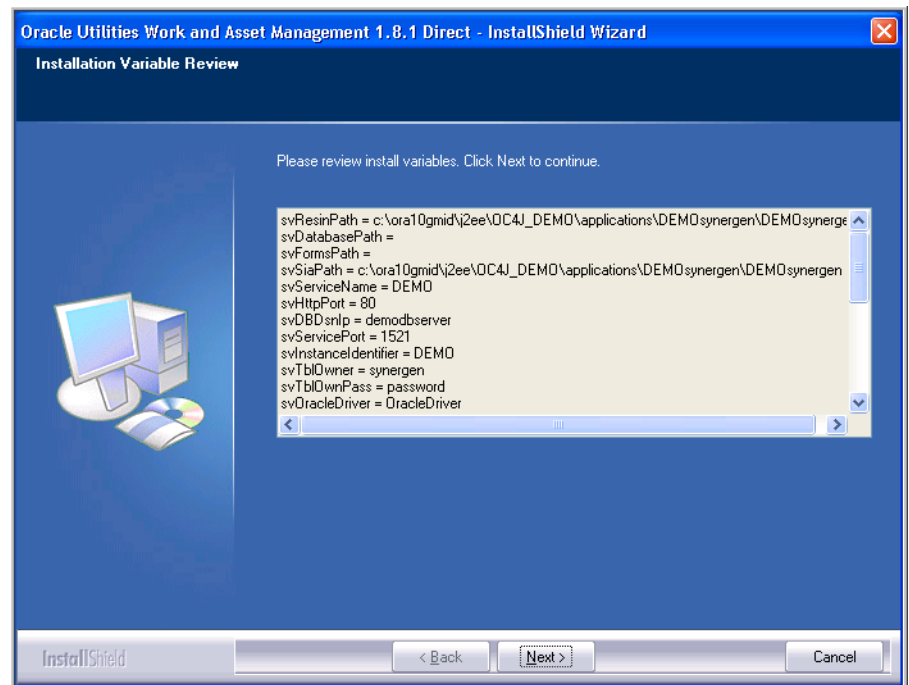 Oracle Utilities Work and Asset Management 1.8.1 Direct - InstallShield Wizard
Installation Variable Review
Please review install variables. Click Next to continue.
svResinPath = c:\ora10gmid\j2ee\OC4J_DEMO\applications\DEMOsynergen\DEMOsynerge
svDatabasePath =
svFormsPath =
svSiaPath = c:\ora10gmid\j2ee\OC4J_DEMO\applications\DEMOsynergen\DEMOsynergen
svServiceName = DEMO
svHttpPort = 80
svDBDsnIp = demodbserver
svServicePort = 1521
svInstanceIdentifier = DEMO
svTblOwner = synergen
svTblOwnPass = password
svOracleDriver = OracleDriver
InstallShield
< Back
Next >
Cancel